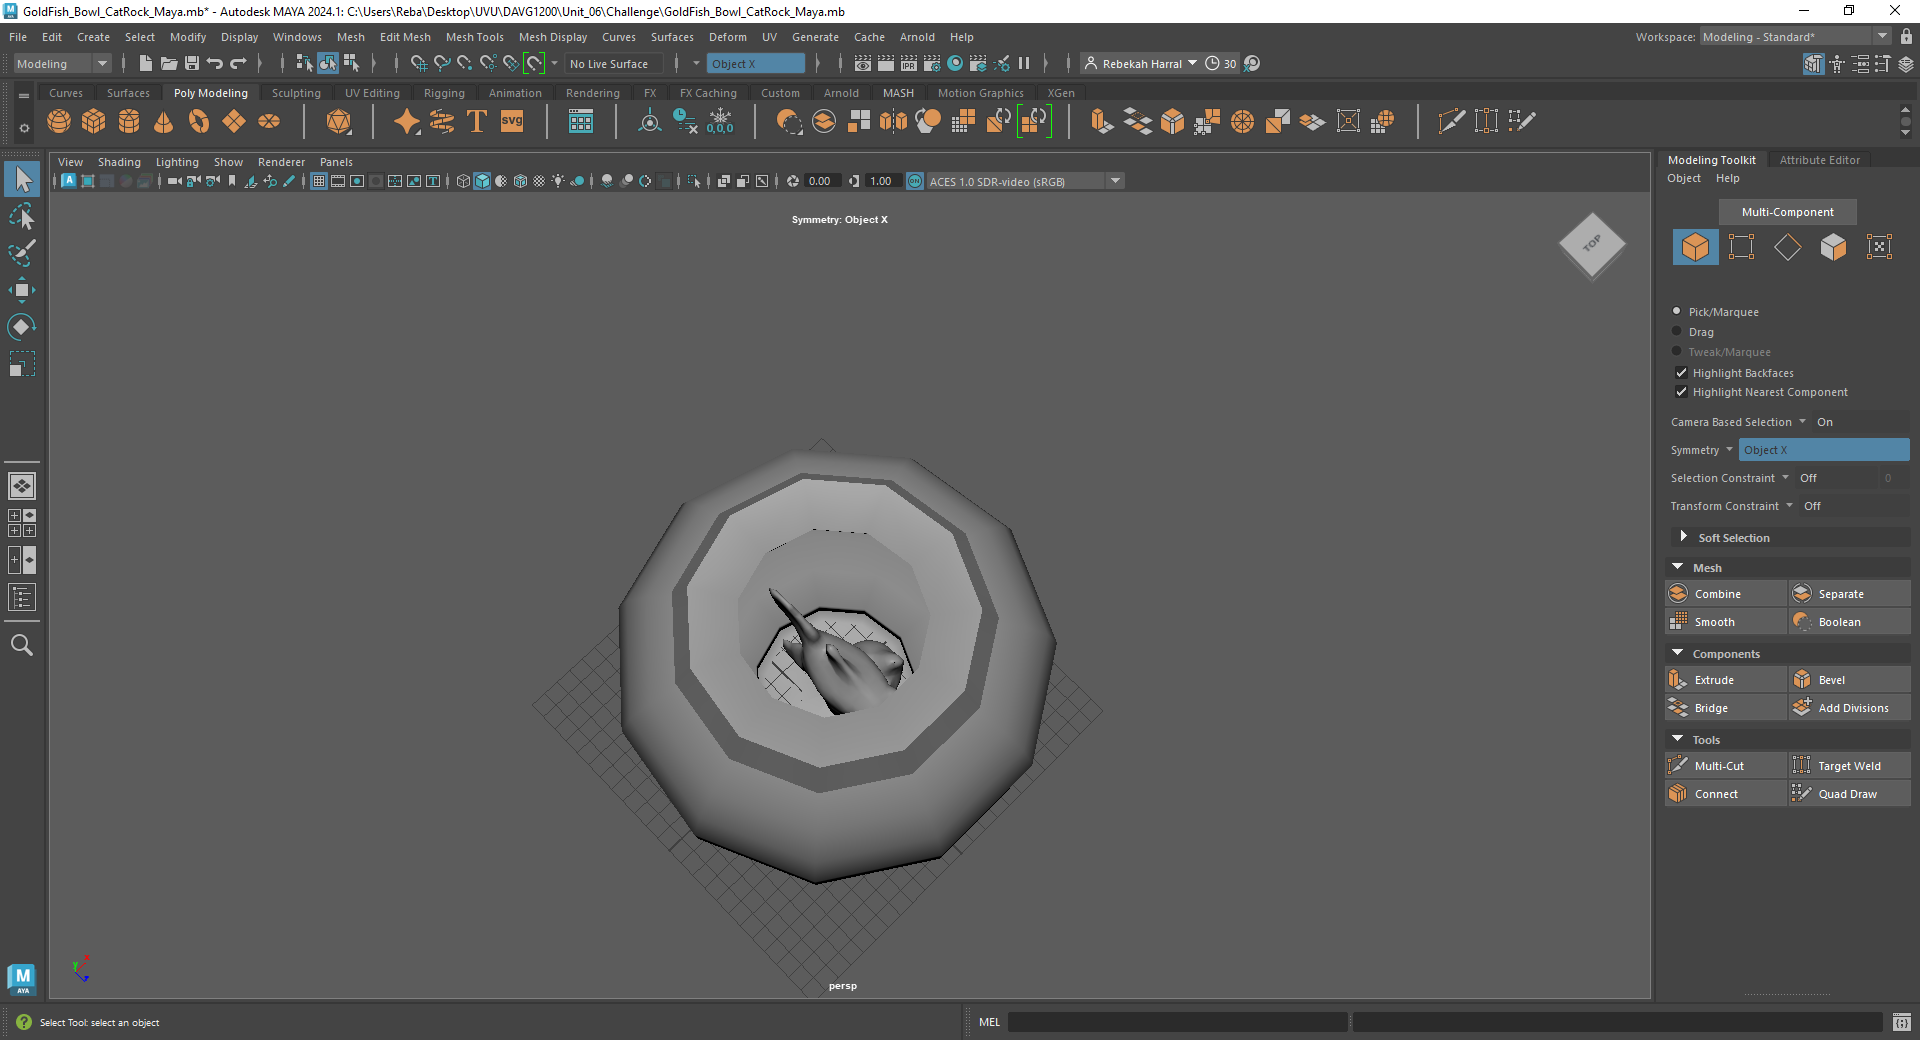 GoldFish_Bowl_CatRock_Maya.mb* - Autodesk MAYA 2024.1: C:\Users\Reba\Desktop\UVU\DAVG1200\Unit_06\Challenge\GoldFish_Bowl_CatRock_Maya.mb
File Edit Create Select Modify Display Windows Mesh Edit Mesh Mesh Tools Mesh Display Curves Surfaces Deform UV Generate Cache Arnold Help
Workspace: Modeling - Standard*
Modeling No Live Surface Object X IPR Rebekah Harral 30
Curves Surfaces Poly Modeling Sculpting UV Editing Rigging Animation Rendering FX FX Caching Custom Arnold MASH Motion Graphics XGen
T SVG 0,0,0
View Shading Lighting Show Renderer Panels
0.00 1.00 ON ACES 1.0 SDR-video (sRGB)
Symmetry: Object X
TOP
Modeling Toolkit Attribute Editor
Object Help
Multi-Component
Pick/Marquee
Drag
Tweak/Marquee
Highlight Backfaces
Highlight Nearest Component
Camera Based Selection On
Symmetry Object X
Selection Constraint Off 0
Transform Constraint Off
Soft Selection
Mesh
Combine Separate
Smooth Boolean
Components
Extrude Bevel
Bridge Add Divisions
Tools
Multi-Cut Target Weld
Connect Quad Draw
y x z
persp
M
AYA
Select Tool: select an object
MEL